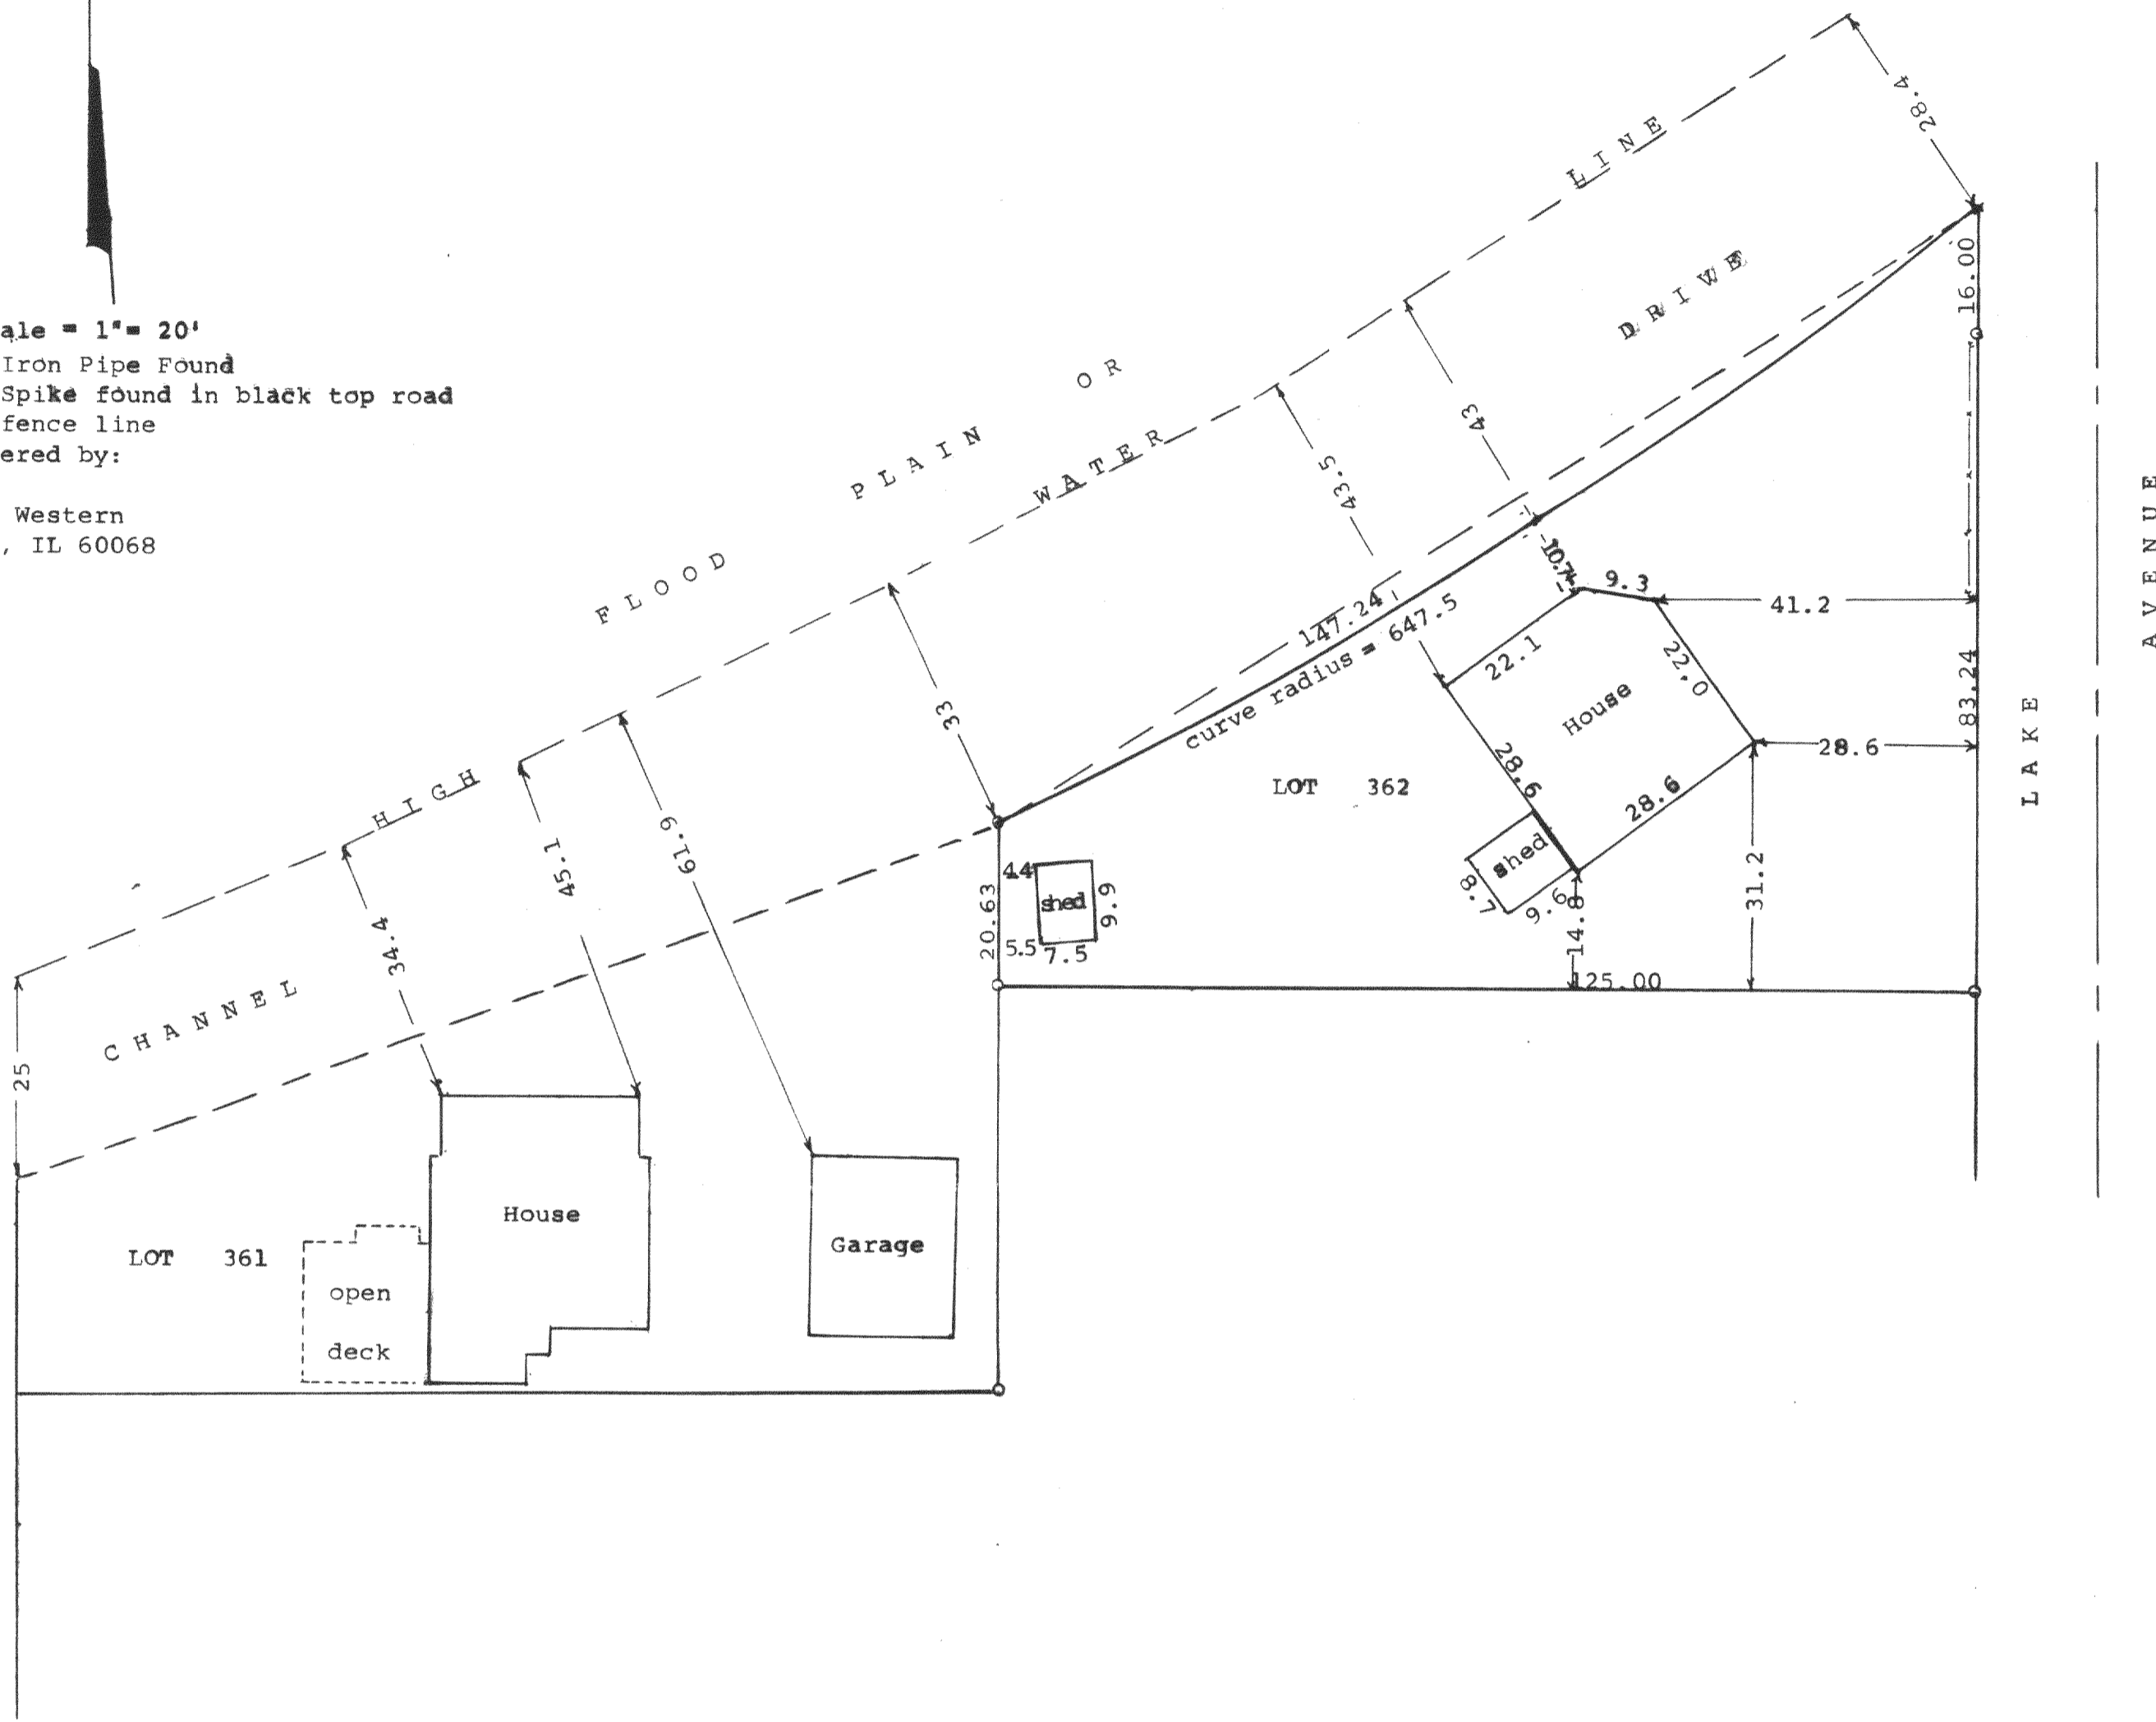 ale = 1"= 20'
Iron Pipe Found
Spike found in black top road
fence line
ered by:
Western
, IL 60068
CHANNEL HIGH WATER LINE
FLOOD PLAIN OR
DRIVE
28.4
16.00
43
43.5
33
61.9
45.1
34.4
25
147.24
curve radius = 647.5
9.3
41.2
22.1
22.0
House
28.6
28.6
28.6
83.24
LAKE AVENUE
LOT 362
shed
7.8
9.6
14.8
31.2
125.00
20.63
44
shed
9.9
5.5
7.5
House
LOT 361
open
deck
Garage